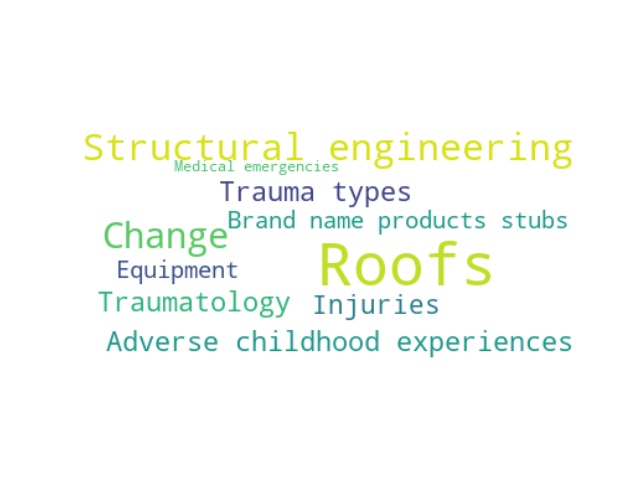 Structural engineering
Medical emergencies
Trauma types
Brand name products stubs
Change
Roofs
Equipment
Traumatology
Injuries
Adverse childhood experiences